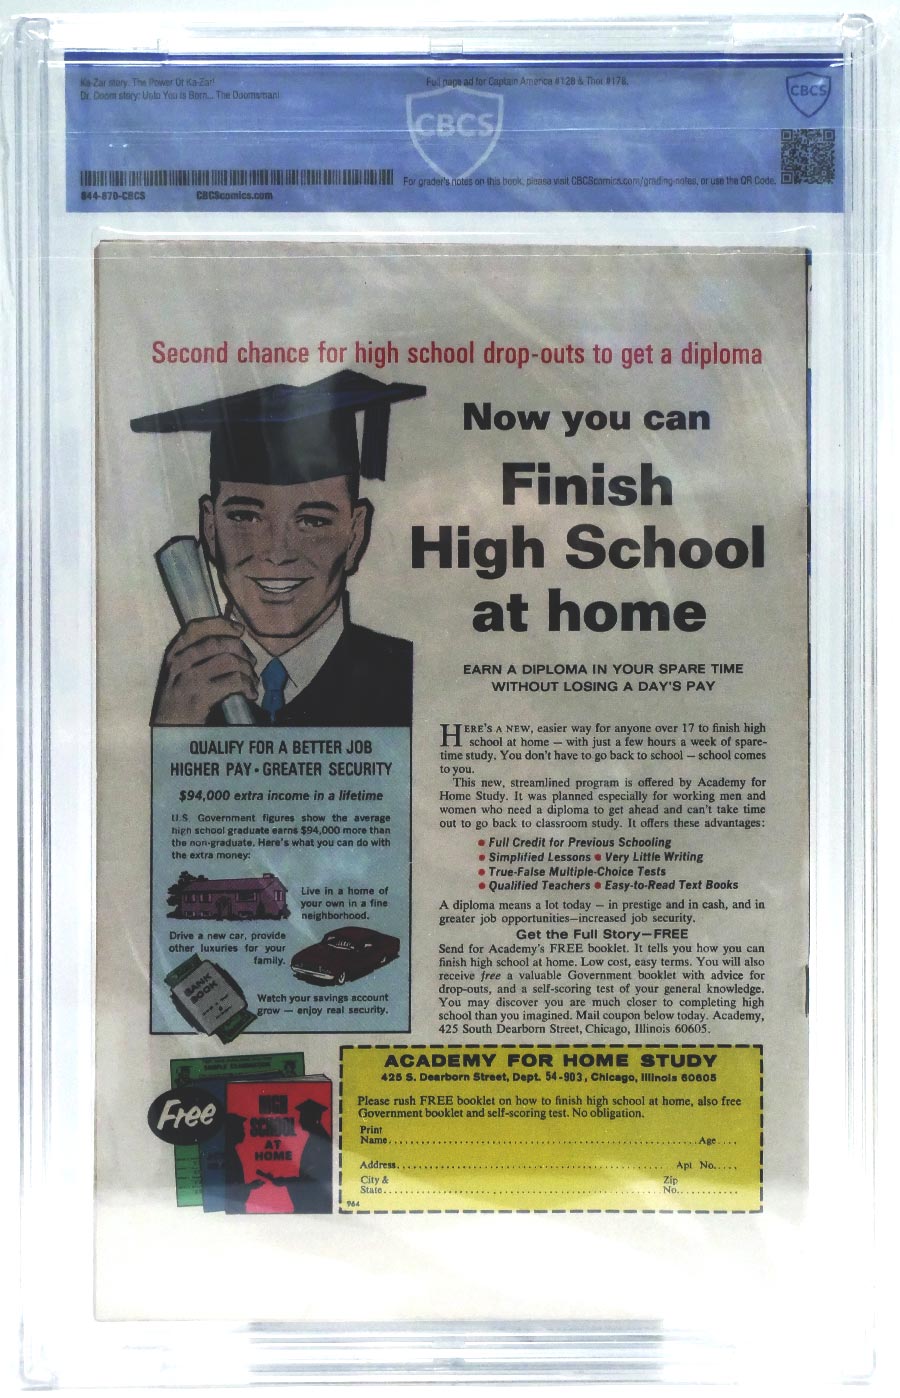 Ka-Zar story: The Power Of Ka-Zar!
Dr. Doom story: Unto You is Born... The Doomsman!
Full page ad for Captain America #128 & Thor #178.
CBCS
CBCS
For grader's notes on this book, please visit CBCScomics.com/grading-notes, or use the QR Code.
CBCScomics.com
Second chance for high school drop-outs to get a diploma
Now you can
Finish
High School
at home
EARN A DIPLOMA IN YOUR SPARE TIME
WITHOUT LOSING A DAY'S PAY
HERE'S A NEW, easier way for anyone over 17 to finish high
school at home — with just a few hours a week of spare-
time study. You don't have to go back to school — school comes
to you.
This new, streamlined program is offered by Academy for
Home Study. It was planned especially for working men and
women who need a diploma to get ahead and can't take time
out to go back to classroom study. It offers these advantages:
• Full Credit for Previous Schooling
• Simplified Lessons • Very Little Writing
• True-False Multiple-Choice Tests
• Qualified Teachers • Easy-to-Read Text Books
A diploma means a lot today — in prestige and in cash, and in
greater job opportunities—increased job security.
Get the Full Story—FREE
Send for Academy's FREE booklet. It tells you how you can
finish high school at home. Low cost, easy terms. You will also
receive free a valuable Government booklet with advice for
drop-outs, and a self-scoring test of your general knowledge.
You may discover you are much closer to completing high
school than you imagined. Mail coupon below today. Academy,
425 South Dearborn Street, Chicago, Illinois 60605.
QUALIFY FOR A BETTER JOB
HIGHER PAY • GREATER SECURITY
$94,000 extra income in a lifetime
U.S. Government figures show the average
high school graduate earns $94,000 more than
the non-graduate. Here's what you can do with
the extra money:
Live in a home of
your own in a fine
neighborhood.
Drive a new car, provide
other luxuries for your
family.
BANK
BOOK
Watch your savings account
grow — enjoy real security.
SAMPLE EXAMINATION
Free
HIGH
SCHOOL
AT
HOME
ACADEMY FOR HOME STUDY
425 S. Dearborn Street, Dept. 54-903, Chicago, Illinois 60605
Please rush FREE booklet on how to finish high school at home, also free
Government booklet and self-scoring test. No obligation.
Print
Name.......................................................Age....
Address....................................................Apt No.....
City & Zip
State......................................................No...........
964